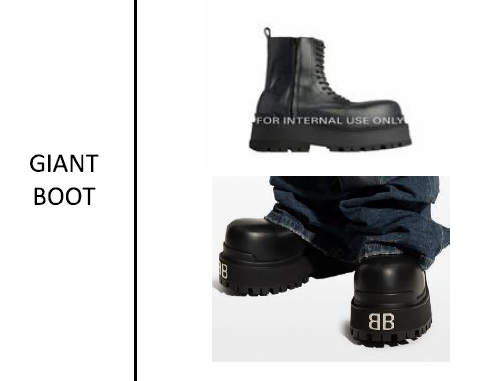 GIANT
BOOT
FOR INTERNAL USE ONLY
BB
BB